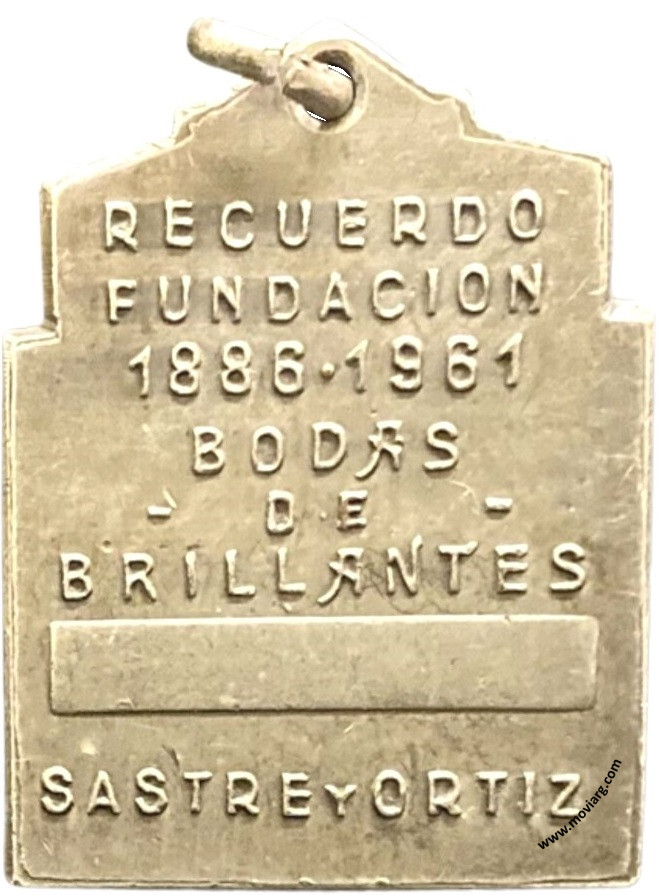 RECUERDO
FUNDACION
1886·1961
BODAS
- DE -
BRILLANTES
SASTRE Y ORTIZ
www.moviarg.com